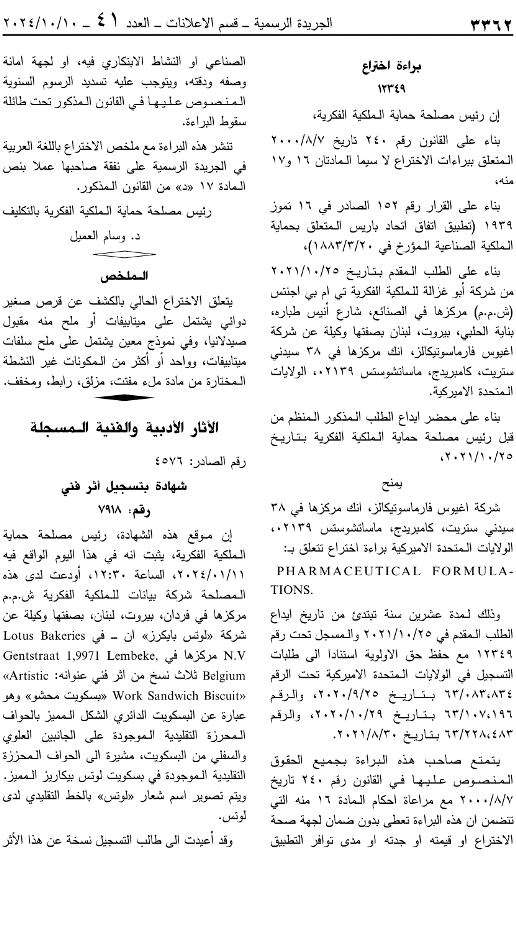 ٣٣٦٢
الجريدة الرسمية ــ قسم الاعلانات ــ العدد ٤١ ــ ٢٠٢٤/١٠/١٠
براءة اختراع
١٢٣٤٩
إن رئيس مصلحة حماية الملكية الفكرية،
بناء على القانون رقم ٢٤٠ تاريخ ٢٠٠٠/٨/٧
المتعلق ببراءات الاختراع لا سيما المادتان ١٦ و١٧
منه،
بناء على القرار رقم ١٥٢ الصادر في ١٦ تموز
١٩٣٩ (تطبيق اتفاق اتحاد باريس المتعلق بحماية
الملكية الصناعية المؤرخ في ١٨٨٣/٣/٢٠)،
بناء على الطلب المقدم بتاريخ ٢٠٢١/١٠/٢٥
من شركة أبو غزالة للملكية الفكرية تي ام بي اجنتس
(ش.م.م) مركزها في الصنائع، شارع أنيس طباره،
بناية الحلبي، بيروت، لبنان بصفتها وكيلة عن شركة
اغيوس فارماسوتيكالز، انك مركزها في ٣٨ سيدني
ستريت، كامبريدج، ماساتشوستس ٠٢١٣٩، الولايات
المتحدة الاميركية.
بناء على محضر ايداع الطلب المذكور المنظم من
قبل رئيس مصلحة حماية الملكية الفكرية بتاريخ
٢٠٢١/١٠/٢٥،
يمنح
شركة اغيوس فارماسوتيكالز، انك مركزها في ٣٨
سيدني ستريت، كامبريدج، ماساتشوستس ٠٢١٣٩،
الولايات المتحدة الاميركية براءة اختراع تتعلق بـ:
PHARMACEUTICAL FORMULA-
TIONS.
وذلك لمدة عشرين سنة تبتدئ من تاريخ ايداع
الطلب المقدم في ٢٠٢١/١٠/٢٥ والمسجل تحت رقم
١٢٣٤٩ مع حفظ حق الاولوية استنادا الى طلبات
التسجيل في الولايات المتحدة الاميركية تحت الرقم
٦٣/٠٨٣،٨٣٤ بتاريخ ٢٠٢٠/٩/٢٥، والرقم
٦٣/١٠٧،١٩٦ بتاريخ ٢٠٢٠/١٠/٢٩، والرقم
٦٣/٢٢٨،٤٨٣ بتاريخ ٢٠٢١/٨/٣٠.
يتمتع صاحب هذه البراءة بجميع الحقوق
المنصوص عليها في القانون رقم ٢٤٠ تاريخ
٢٠٠٠/٨/٧ مع مراعاة احكام المادة ١٦ منه التي
تتضمن ان هذه البراءة تعطى بدون ضمان لجهة صحة
الاختراع او قيمته او جدته او مدى توافر التطبيق
الصناعي او النشاط الابتكاري فيه، او لجهة امانة
وصفه ودقته، ويتوجب عليه تسديد الرسوم السنوية
المنصوص عليها في القانون المذكور تحت طائلة
سقوط البراءة.
تنشر هذه البراءة مع ملخص الاختراع باللغة العربية
في الجريدة الرسمية على نفقة صاحبها عملا بنص
المادة ١٧ «د» من القانون المذكور.
رئيس مصلحة حماية الملكية الفكرية بالتكليف
د. وسام العميل
الملخص
يتعلق الاختراع الحالي بالكشف عن قرص صغير
دوائي يشتمل على ميتابيفات أو ملح منه مقبول
صيدلانيا، وفي نموذج معين يشتمل على ملح سلفات
ميتابيفات، وواحد أو أكثر من المكونات غير النشطة
المختارة من مادة ملء مفتت، مزلق، رابط، ومخفف.
الآثار الأدبية والفنية المسجلة
رقم الصادر: ٤٥٧٦
شهادة بتسجيل أثر فني
رقم: ٧٩١٨
إن موقع هذه الشهادة، رئيس مصلحة حماية
الملكية الفكرية، يثبت انه في هذا اليوم الواقع فيه
٢٠٢٤/٠١/١١، الساعة ١٢:٣٠، أودعت لدى هذه
المصلحة شركة بيانات للملكية الفكرية ش.م.م
مركزها في فردان، بيروت، لبنان، بصفتها وكيلة عن
شركة «لوتس بايكرز» ان ــ في Lotus Bakeries
N.V مركزها في Gentstraat 1,9971 Lembeke,
Belgium ثلاث نسخ من اثر فني عنوانه: «Artistic
Work Sandwich Biscuit» «بسكويت محشو» وهو
عبارة عن البسكويت الدائري الشكل المميز بالحواف
المحرزة التقليدية الموجودة على الجانبين العلوي
والسفلي من البسكويت، مشيرة الى الحواف المحززة
التقليدية الموجودة في بسكويت لوتس بيكاريز المميز.
ويتم تصوير اسم شعار «لوتس» بالخط التقليدي لدى
لوتس.
وقد أعيدت الى طالب التسجيل نسخة عن هذا الأثر